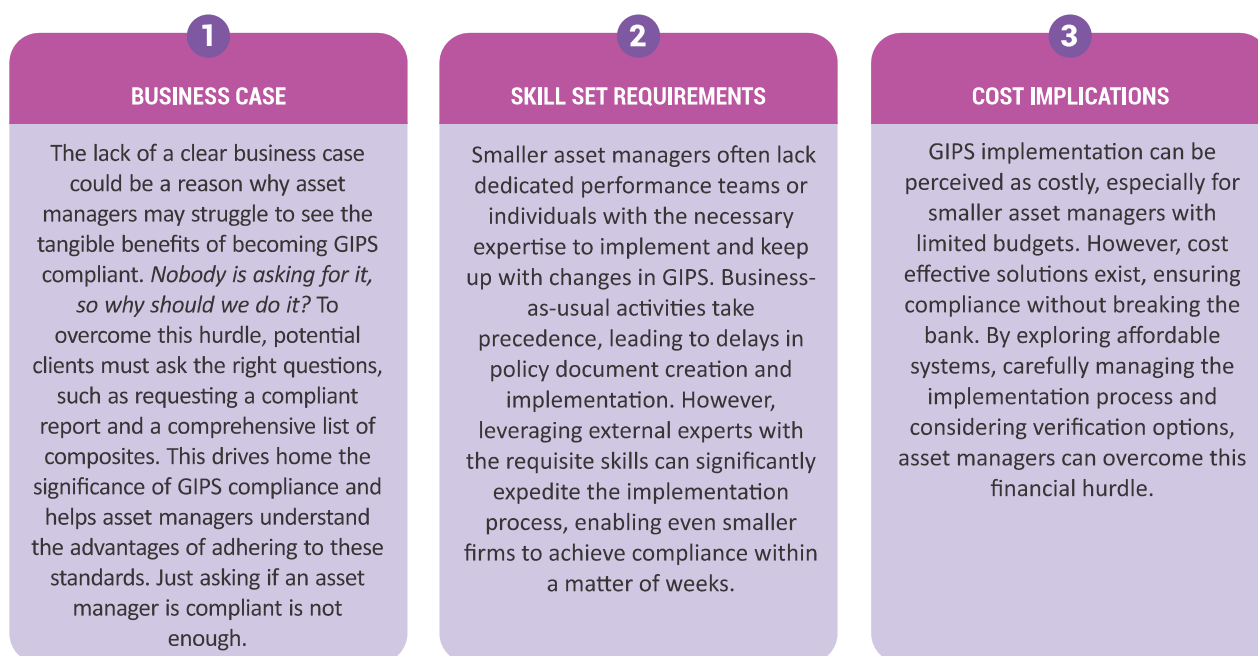 1
BUSINESS CASE
The lack of a clear business case
could be a reason why asset
managers may struggle to see the
tangible benefits of becoming GIPS
compliant. Nobody is asking for it,
so why should we do it? To
overcome this hurdle, potential
clients must ask the right questions,
such as requesting a compliant
report and a comprehensive list of
composites. This drives home the
significance of GIPS compliance and
helps asset managers understand
the advantages of adhering to these
standards. Just asking if an asset
manager is compliant is not
enough.
2
SKILL SET REQUIREMENTS
Smaller asset managers often lack
dedicated performance teams or
individuals with the necessary
expertise to implement and keep
up with changes in GIPS. Business-
as-usual activities take
precedence, leading to delays in
policy document creation and
implementation. However,
leveraging external experts with
the requisite skills can significantly
expedite the implementation
process, enabling even smaller
firms to achieve compliance within
a matter of weeks.
3
COST IMPLICATIONS
GIPS implementation can be
perceived as costly, especially for
smaller asset managers with
limited budgets. However, cost
effective solutions exist, ensuring
compliance without breaking the
bank. By exploring affordable
systems, carefully managing the
implementation process and
considering verification options,
asset managers can overcome this
financial hurdle.